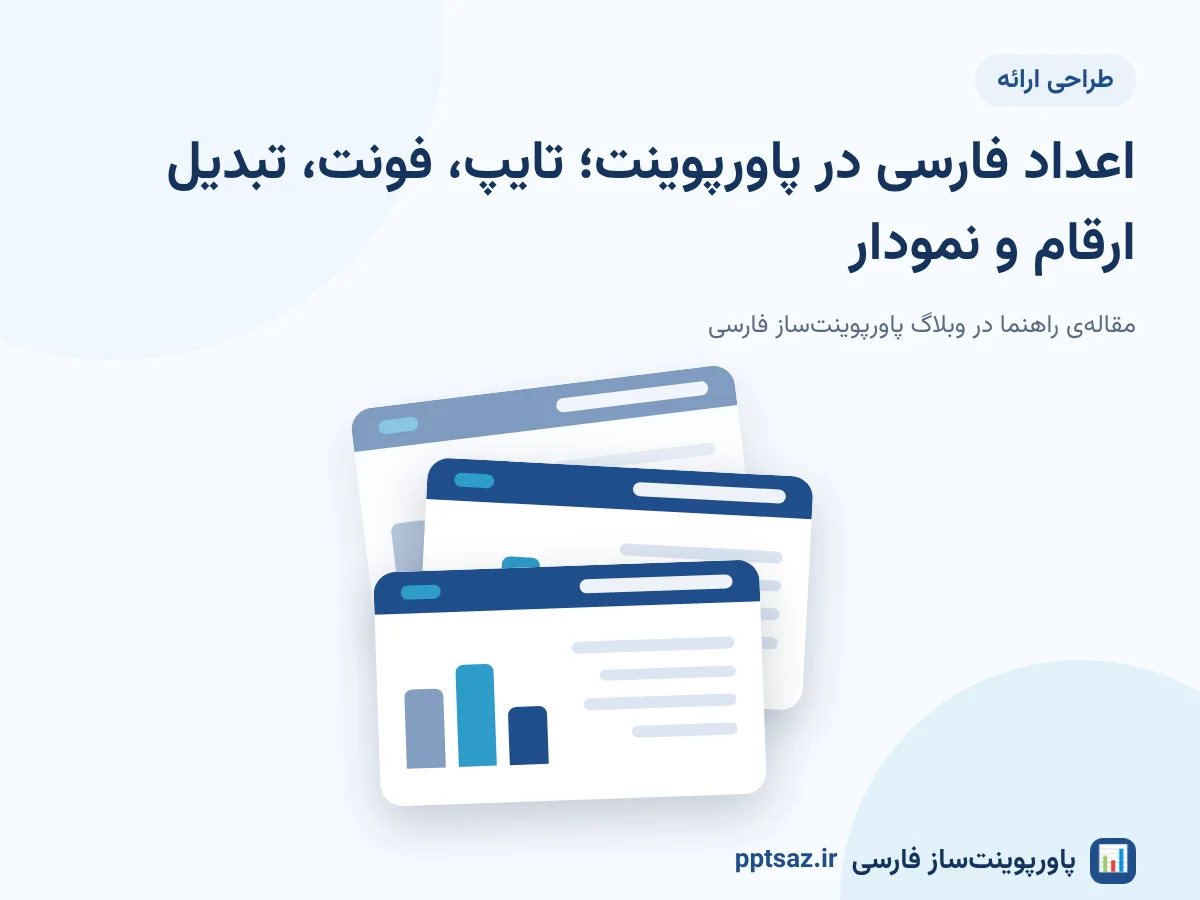 طراحی ارائه
اعداد فارسی در پاورپوینت؛ تایپ، فونت، تبدیل
ارقام و نمودار
مقاله‌ی راهنما در وبلاگ پاورپوینت‌ساز فارسی
پاورپوینت‌ساز فارسی pptsaz.ir